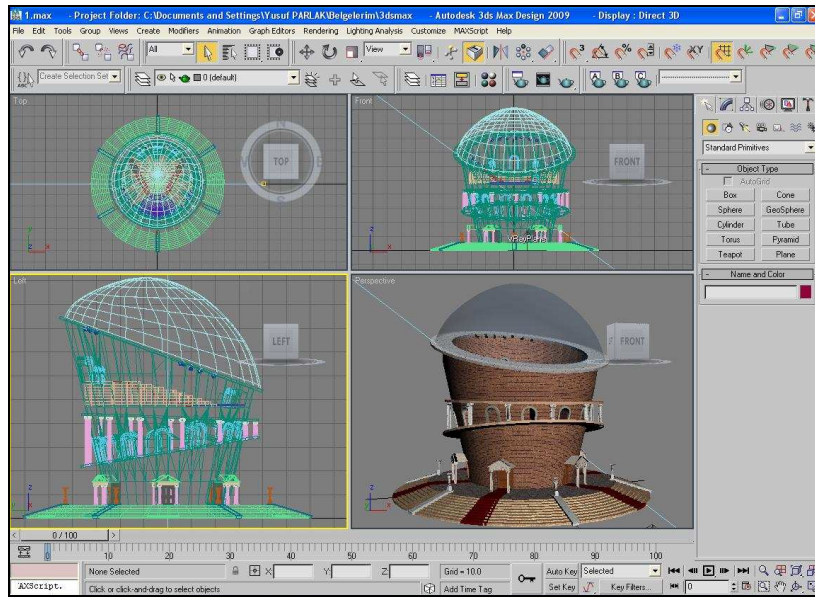 1.max - Project Folder: C:\Documents and Settings\Yusuf PARLAK\Belgelerim\3dsmax - Autodesk 3ds Max Design 2009 - Display : Direct 3D
File Edit Tools Group Views Create Modifiers Animation Graph Editors Rendering Lighting Analysis Customize MAXScript Help
All View
Create Selection Set 0 (default)
Top Front
TOP FRONT
VRayPlane
Left Perspective
LEFT FRONT
Standard Primitives
- Object Type
AutoGrid
Box Cone
Sphere GeoSphere
Cylinder Tube
Torus Pyramid
Teapot Plane
- Name and Color
< 0 / 100 >
0 10 20 30 40 50 60 70 80 90 100
None Selected X: Y: Z: Grid = 10.0 Auto Key Selected
AXScript. Click or click-and-drag to select objects Add Time Tag Set Key Key Filters... 0